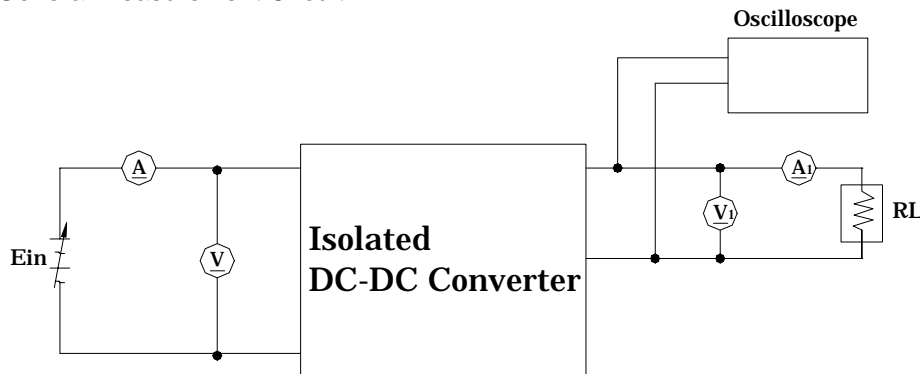 Oscilloscope
A
A1
V1
RL
Ein
V
Isolated
DC-DC Converter